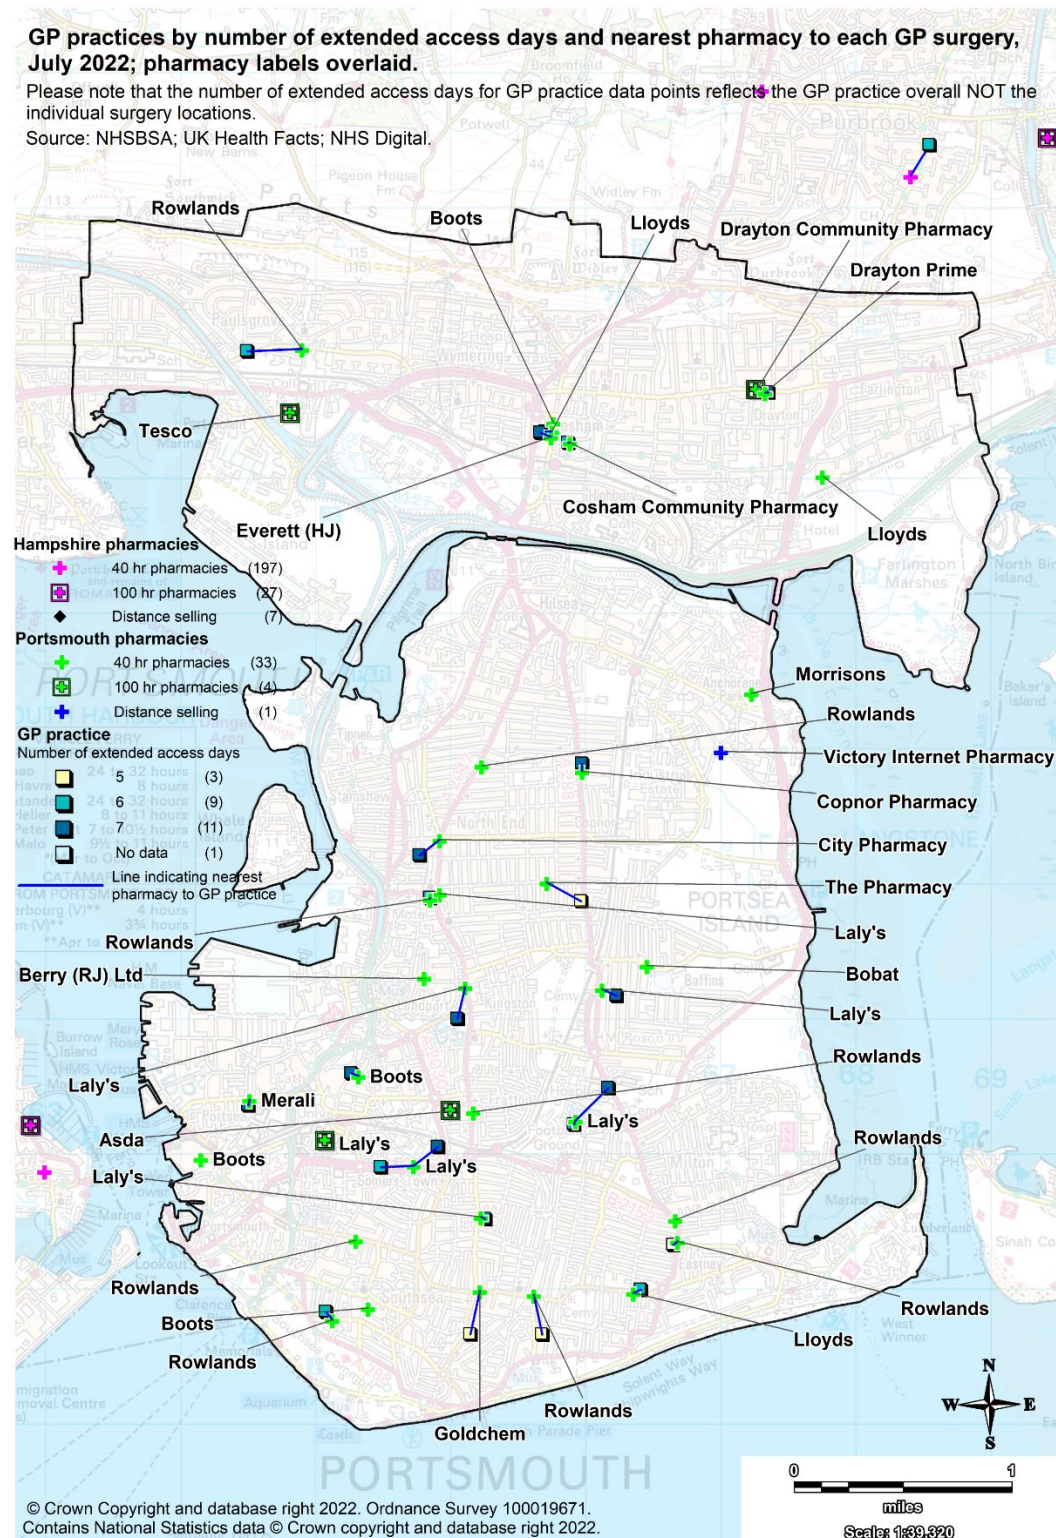 GP practices by number of extended access days and nearest pharmacy to each GP surgery,
July 2022; pharmacy labels overlaid.
Please note that the number of extended access days for GP practice data points reflects the GP practice overall NOT the
individual surgery locations.
Source: NHSBSA; UK Health Facts; NHS Digital.
Purbrook
Rowlands
Boots
Lloyds
Drayton Community Pharmacy
Drayton Prime
Tesco
Everett (HJ)
Cosham Community Pharmacy
Lloyds
Hampshire pharmacies
40 hr pharmacies (197)
100 hr pharmacies (27)
Distance selling (7)
Portsmouth pharmacies
40 hr pharmacies (33)
100 hr pharmacies (4)
Distance selling (1)
GP practice
Number of extended access days
5 (3)
6 (9)
7 (11)
No data (1)
Line indicating nearest
pharmacy to GP practice
Morrisons
Rowlands
Victory Internet Pharmacy
Copnor Pharmacy
City Pharmacy
The Pharmacy
PORTSEA
ISLAND
Laly's
Rowlands
Berry (RJ) Ltd
Bobat
Laly's
Laly's
Boots
Rowlands
Merali
Asda
Laly's
Laly's
Rowlands
Boots
Laly's
Laly's
Rowlands
Boots
Rowlands
Rowlands
Lloyds
Rowlands
Goldchem
PORTSMOUTH
N
W E
S
0 1
miles
Scale: 1:39,320
© Crown Copyright and database right 2022. Ordnance Survey 100019671.
Contains National Statistics data © Crown copyright and database right 2022.